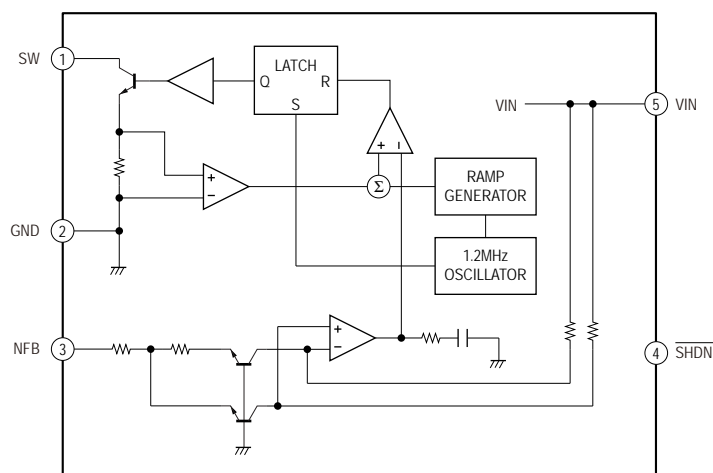 SW 1
LATCH
Q R
S
VIN 5 VIN
+ −
Σ
+
−
RAMP
GENERATOR
GND 2
1.2MHz
OSCILLATOR
NFB 3
+
−
4 SHDN